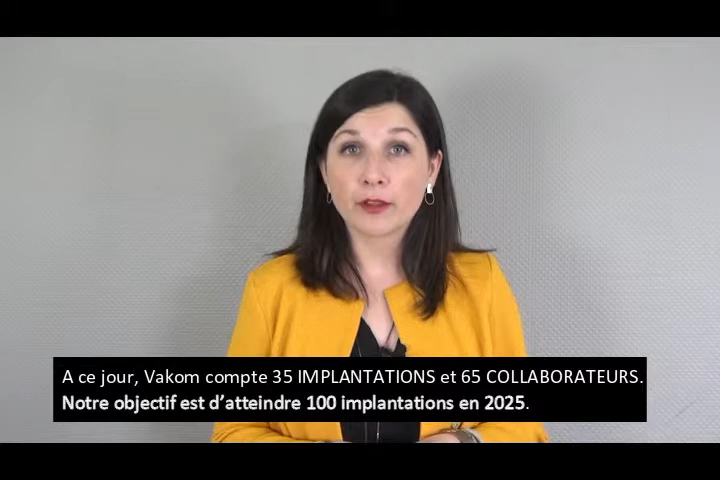 A ce jour, Vakom compte 35 IMPLANTATIONS et 65 COLLABORATEURS.
Notre objectif est d’atteindre 100 implantations en 2025.